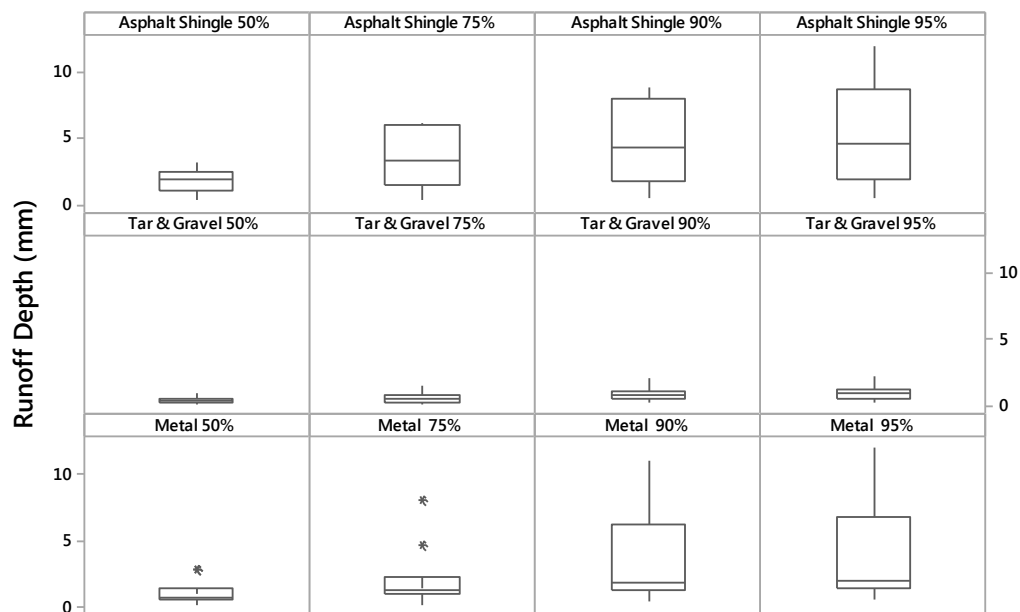 Asphalt Shingle 50% Asphalt Shingle 75% Asphalt Shingle 90% Asphalt Shingle 95%
10
5
0
Tar & Gravel 50% Tar & Gravel 75% Tar & Gravel 90% Tar & Gravel 95%
10
5
0
Metal 50% Metal 75% Metal 90% Metal 95%
10
5
0
Runoff Depth (mm)